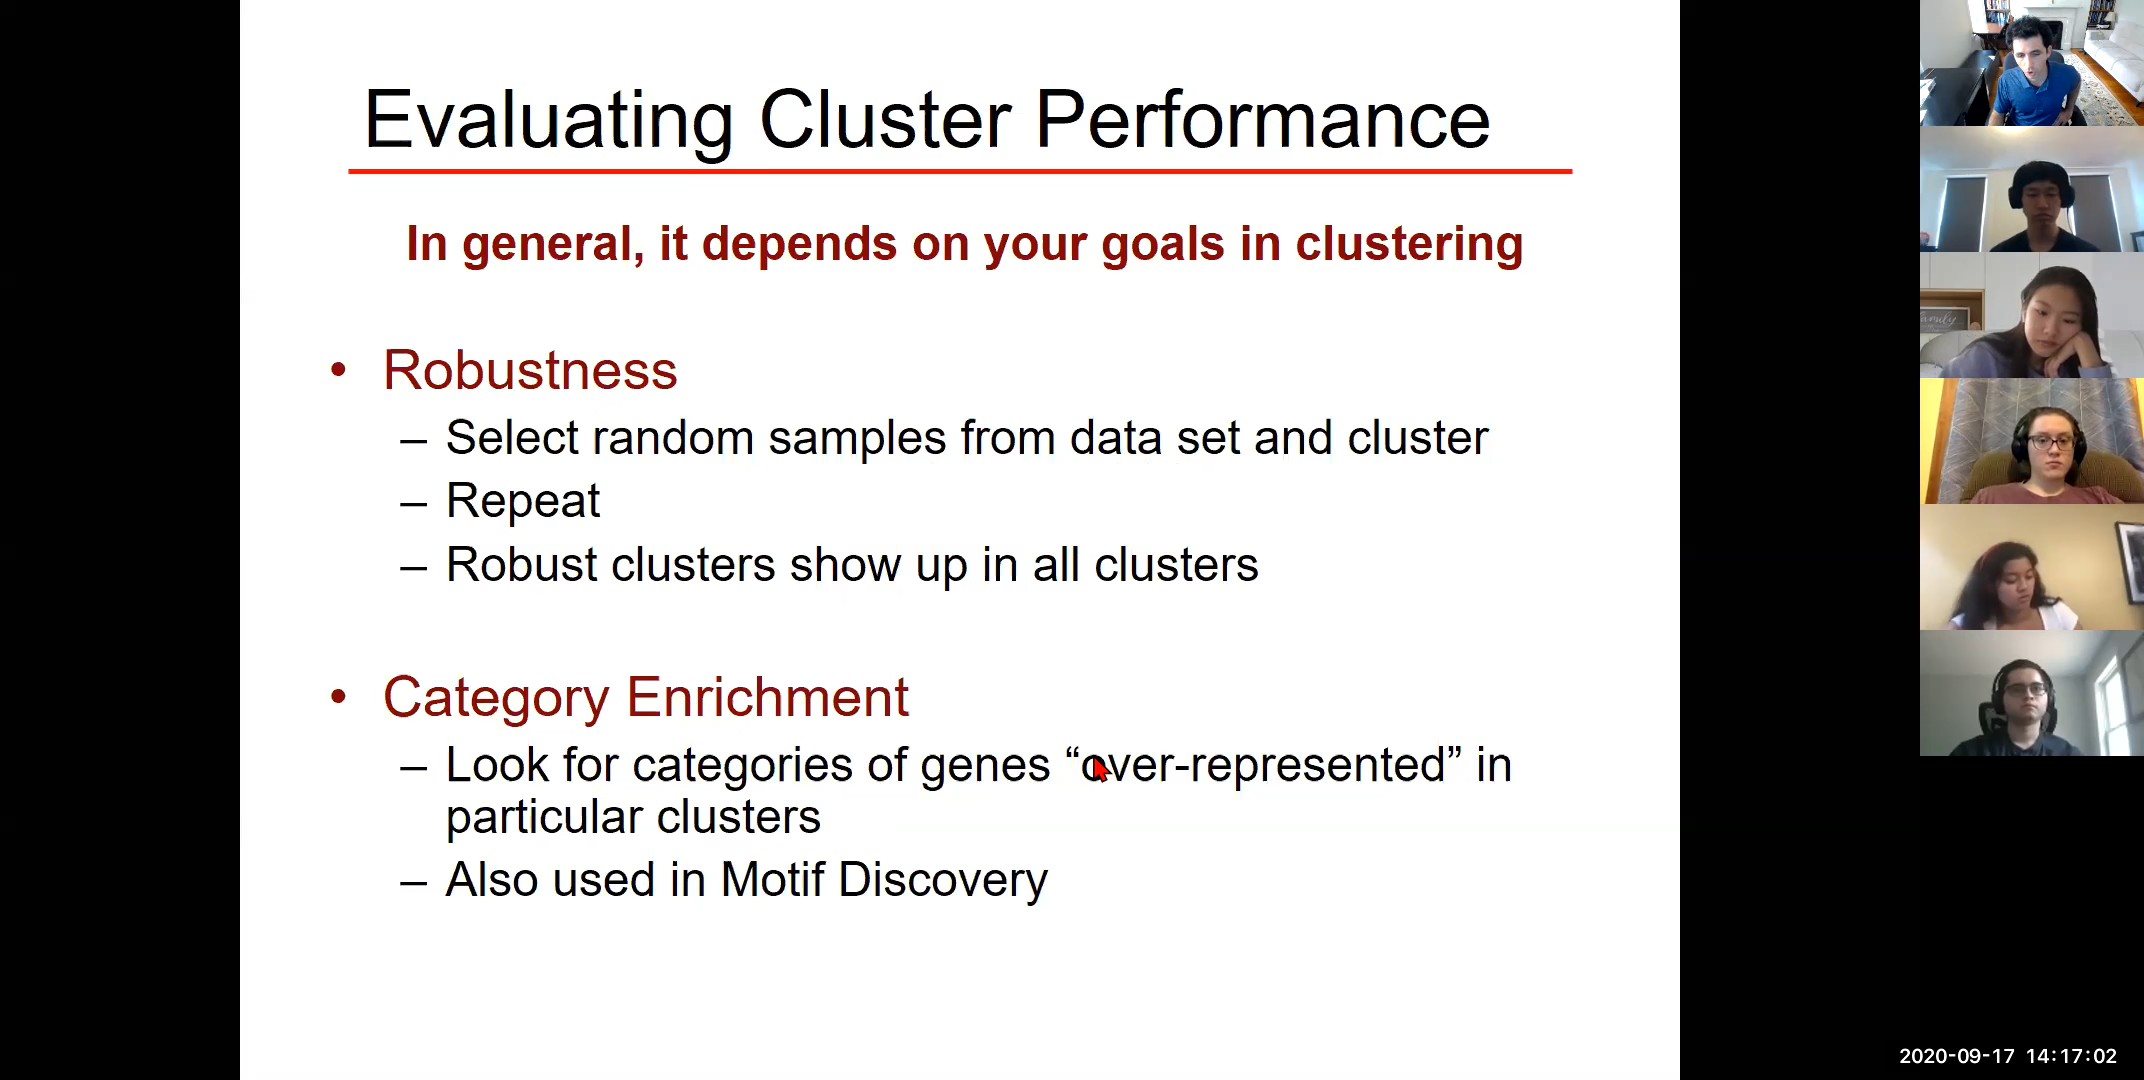 Evaluating Cluster Performance
In general, it depends on your goals in clustering
• Robustness
– Select random samples from data set and cluster
– Repeat
– Robust clusters show up in all clusters
• Category Enrichment
– Look for categories of genes “over-represented” in
particular clusters
– Also used in Motif Discovery
family
2020-09-17 14:17:02